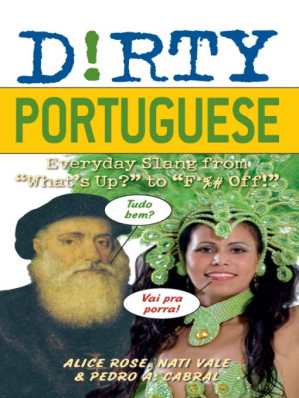 D!RTY
PORTUGUESE
Everyday Slang from
"What's Up?" to "F*%# Off!"
Tudo
bem?
Vai pra
porra!
ALICE ROSE, NATI VALE
& PEDRO A. CABRAL